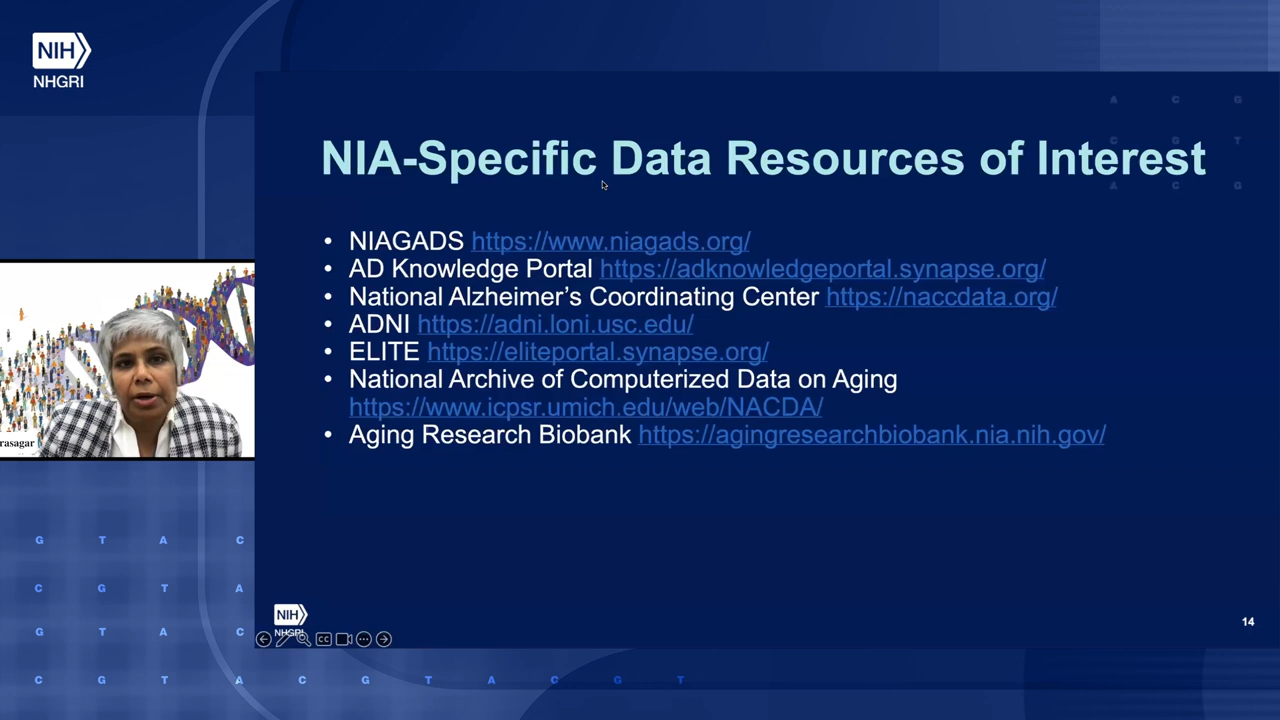 NIH
NHGRI
NIA-Specific Data Resources of Interest
• NIAGADS https://www.niagads.org/
• AD Knowledge Portal https://adknowledgeportal.synapse.org/
• National Alzheimer’s Coordinating Center https://naccdata.org/
• ADNI https://adni.loni.usc.edu/
• ELITE https://eliteportal.synapse.org/
• National Archive of Computerized Data on Aging
https://www.icpsr.umich.edu/web/NACDA/
• Aging Research Biobank https://agingresearchbiobank.nia.nih.gov/
A C G
C G T
A C G
rasagar
G T A C
C G T A
G T A C
C G T A C G T A C G T
NIH
NHGRI
CC
14